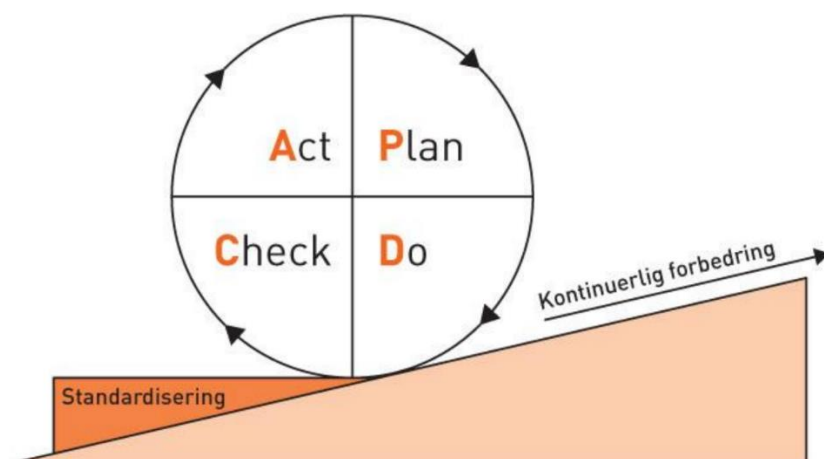 Act
Plan
Check
Do
Kontinuerlig forbedring
Standardisering